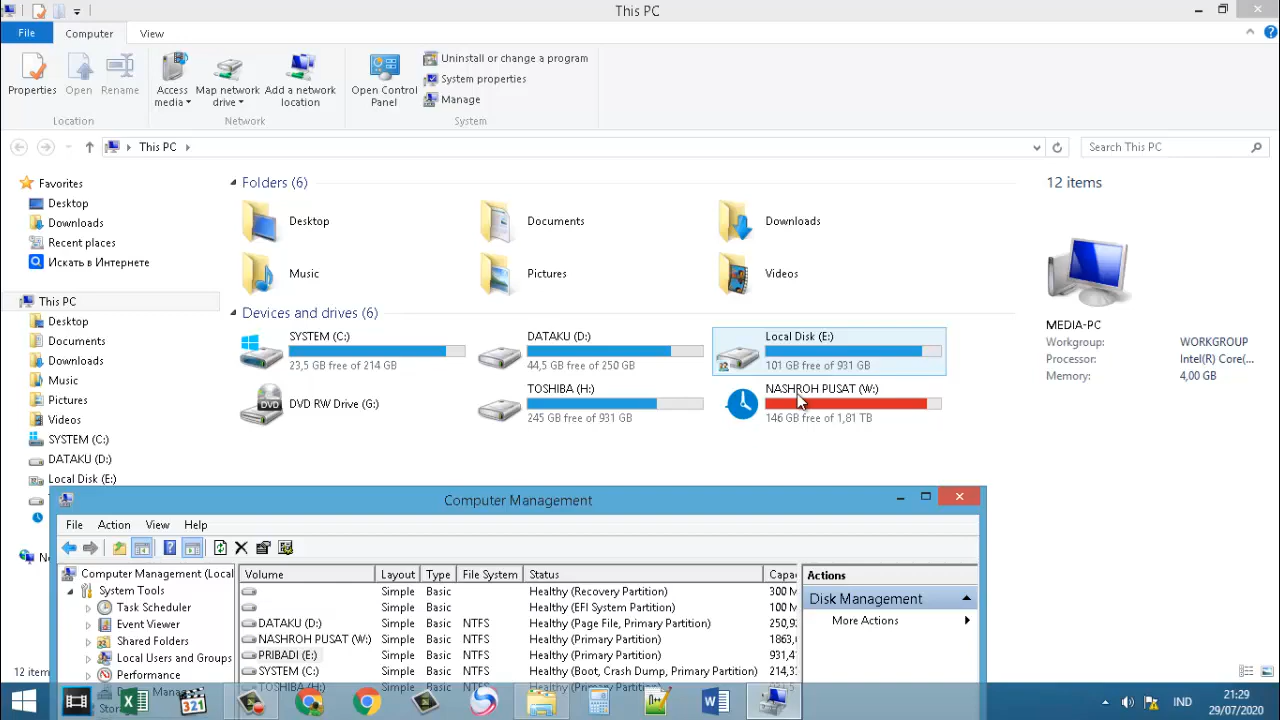 This PC
File Computer View
Properties Open Rename
Access media Map network drive Add a network location
Open Control Panel
Uninstall or change a program
System properties
Manage
Location Network System
This PC
Search This PC
Favorites
Desktop
Downloads
Recent places
Искать в Интернете
This PC
Desktop
Documents
Downloads
Music
Pictures
Videos
SYSTEM (C:)
DATAKU (D:)
Local Disk (E:)
12 item
Folders (6)
Desktop Documents Downloads
Music Pictures Videos
Devices and drives (6)
SYSTEM (C:)
23,5 GB free of 214 GB
DATAKU (D:)
44,5 GB free of 250 GB
Local Disk (E:)
101 GB free of 931 GB
DVD RW Drive (G:)
DVD
TOSHIBA (H:)
245 GB free of 931 GB
NASHROH PUSAT (W:)
146 GB free of 1,81 TB
12 items
MEDIA-PC
Workgroup: WORKGROUP
Processor: Intel(R) Core(...
Memory: 4,00 GB
Computer Management
File Action View Help
Computer Management (Local
System Tools
Task Scheduler
Event Viewer
Shared Folders
Local Users and Groups
Performance
Volume Layout Type File System Status Capac
Simple Basic Healthy (Recovery Partition) 300 M
Simple Basic Healthy (EFI System Partition) 100 M
DATAKU (D:) Simple Basic NTFS Healthy (Page File, Primary Partition) 250,9
NASHROH PUSAT (W:) Simple Basic NTFS Healthy (Primary Partition) 1863,
PRIBADI (E:) Simple Basic NTFS Healthy (Primary Partition) 931,4
SYSTEM (C:) Simple Basic NTFS Healthy (Boot, Crash Dump, Primary Partition) 214,3
TOSHIBA (H:) Simple Basic NTFS Healthy (Primary Partition)
Actions
Disk Management
More Actions
321
IND
21:29
29/07/2020